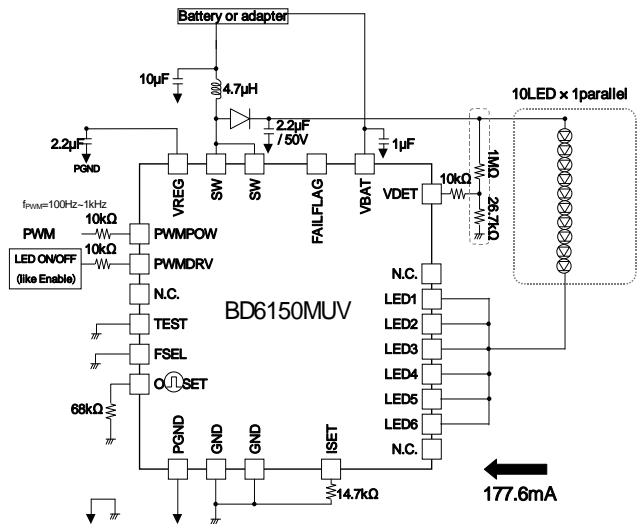 Battery or adapter
10µF
4.7µH
10LED × 1parallel
2.2µF
/ 50V
2.2µF
1µF
PGND
VREG
SW
SW
FAILFLAG
VBAT
VDET
10kΩ
1MΩ
26.7kΩ
fPWM=100Hz~1kHz
10kΩ
PWM
PWMPOW
10kΩ
LED ON/OFF
(like Enable)
PWMDRV
N.C.
N.C.
BD6150MUV
LED1
TEST
LED2
FSEL
LED3
LED4
SET
68kΩ
LED5
LED6
PGND
GND
GND
ISET
N.C.
14.7kΩ
177.6mA